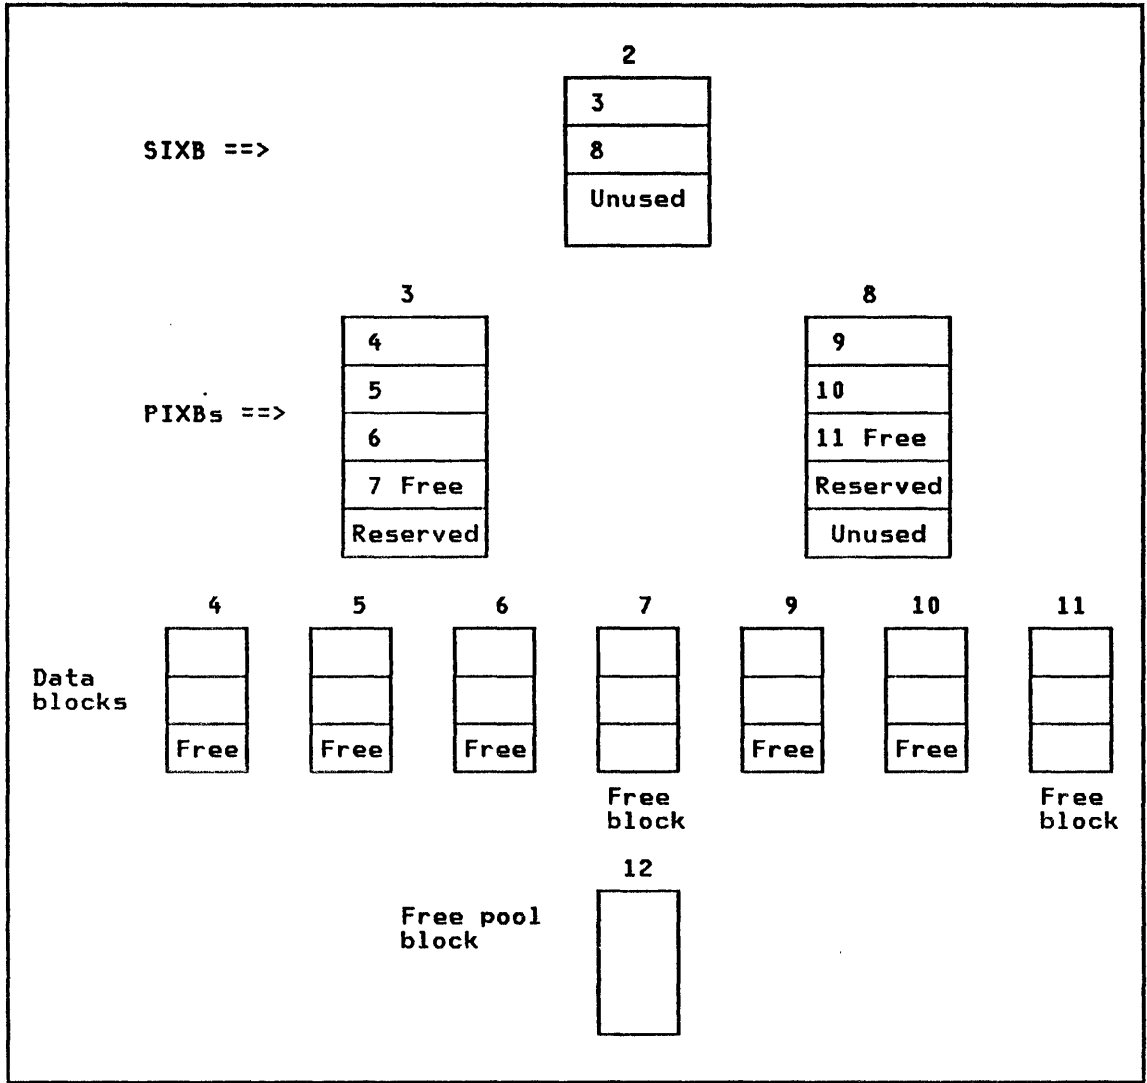 2
3
SIXB ==>
8
Unused
3
8
4
9
5
10
PIXBs ==>
6
11 Free
7 Free
Reserved
Reserved
Unused
4 5 6 7 9 10 11
Data
blocks
Free Free Free Free Free
Free
block
Free
block
12
Free pool
block